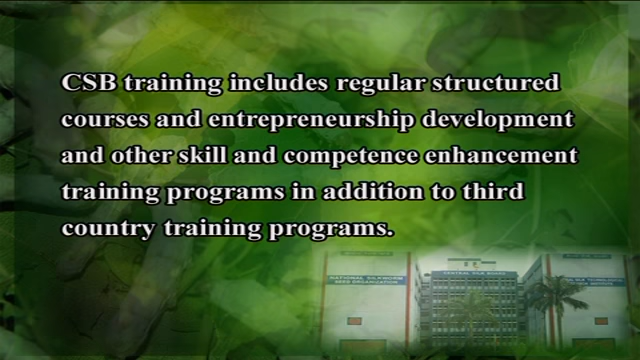 CSB training includes regular structured
courses and entrepreneurship development
and other skill and competence enhancement
training programs in addition to third
country training programs.
NATIONAL SILKWORM
SEED ORGANIZATION
CENTRAL SILK BOARD